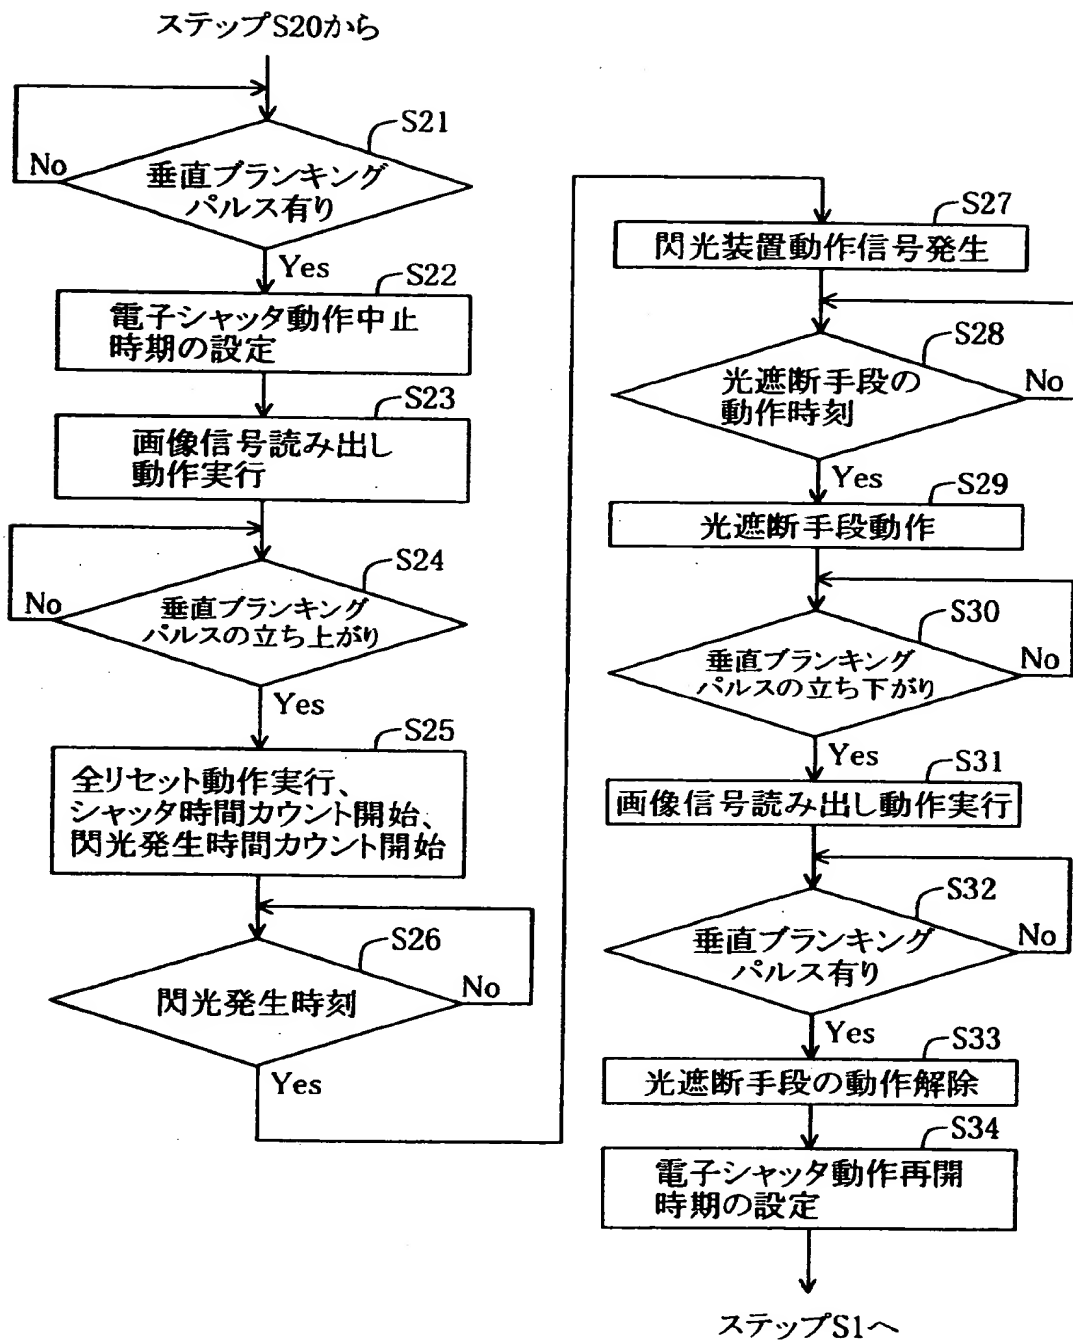 ステップS20から
S21
No
垂直ブランキング
パルス有り
Yes
S22
電子シャッタ動作中止
時期の設定
S23
画像信号読み出し
動作実行
S24
No
垂直ブランキング
パルスの立ち上がり
Yes
S25
全リセット動作実行、
シャッタ時間カウント開始、
閃光発生時間カウント開始
S26
閃光発生時刻
No
Yes
S27
閃光装置動作信号発生
S28
光遮断手段の
動作時刻
No
Yes
S29
光遮断手段動作
S30
垂直ブランキング
パルスの立ち下がり
No
Yes
S31
画像信号読み出し動作実行
S32
垂直ブランキング
パルス有り
No
Yes
S33
光遮断手段の動作解除
S34
電子シャッタ動作再開
時期の設定
ステップS1へ